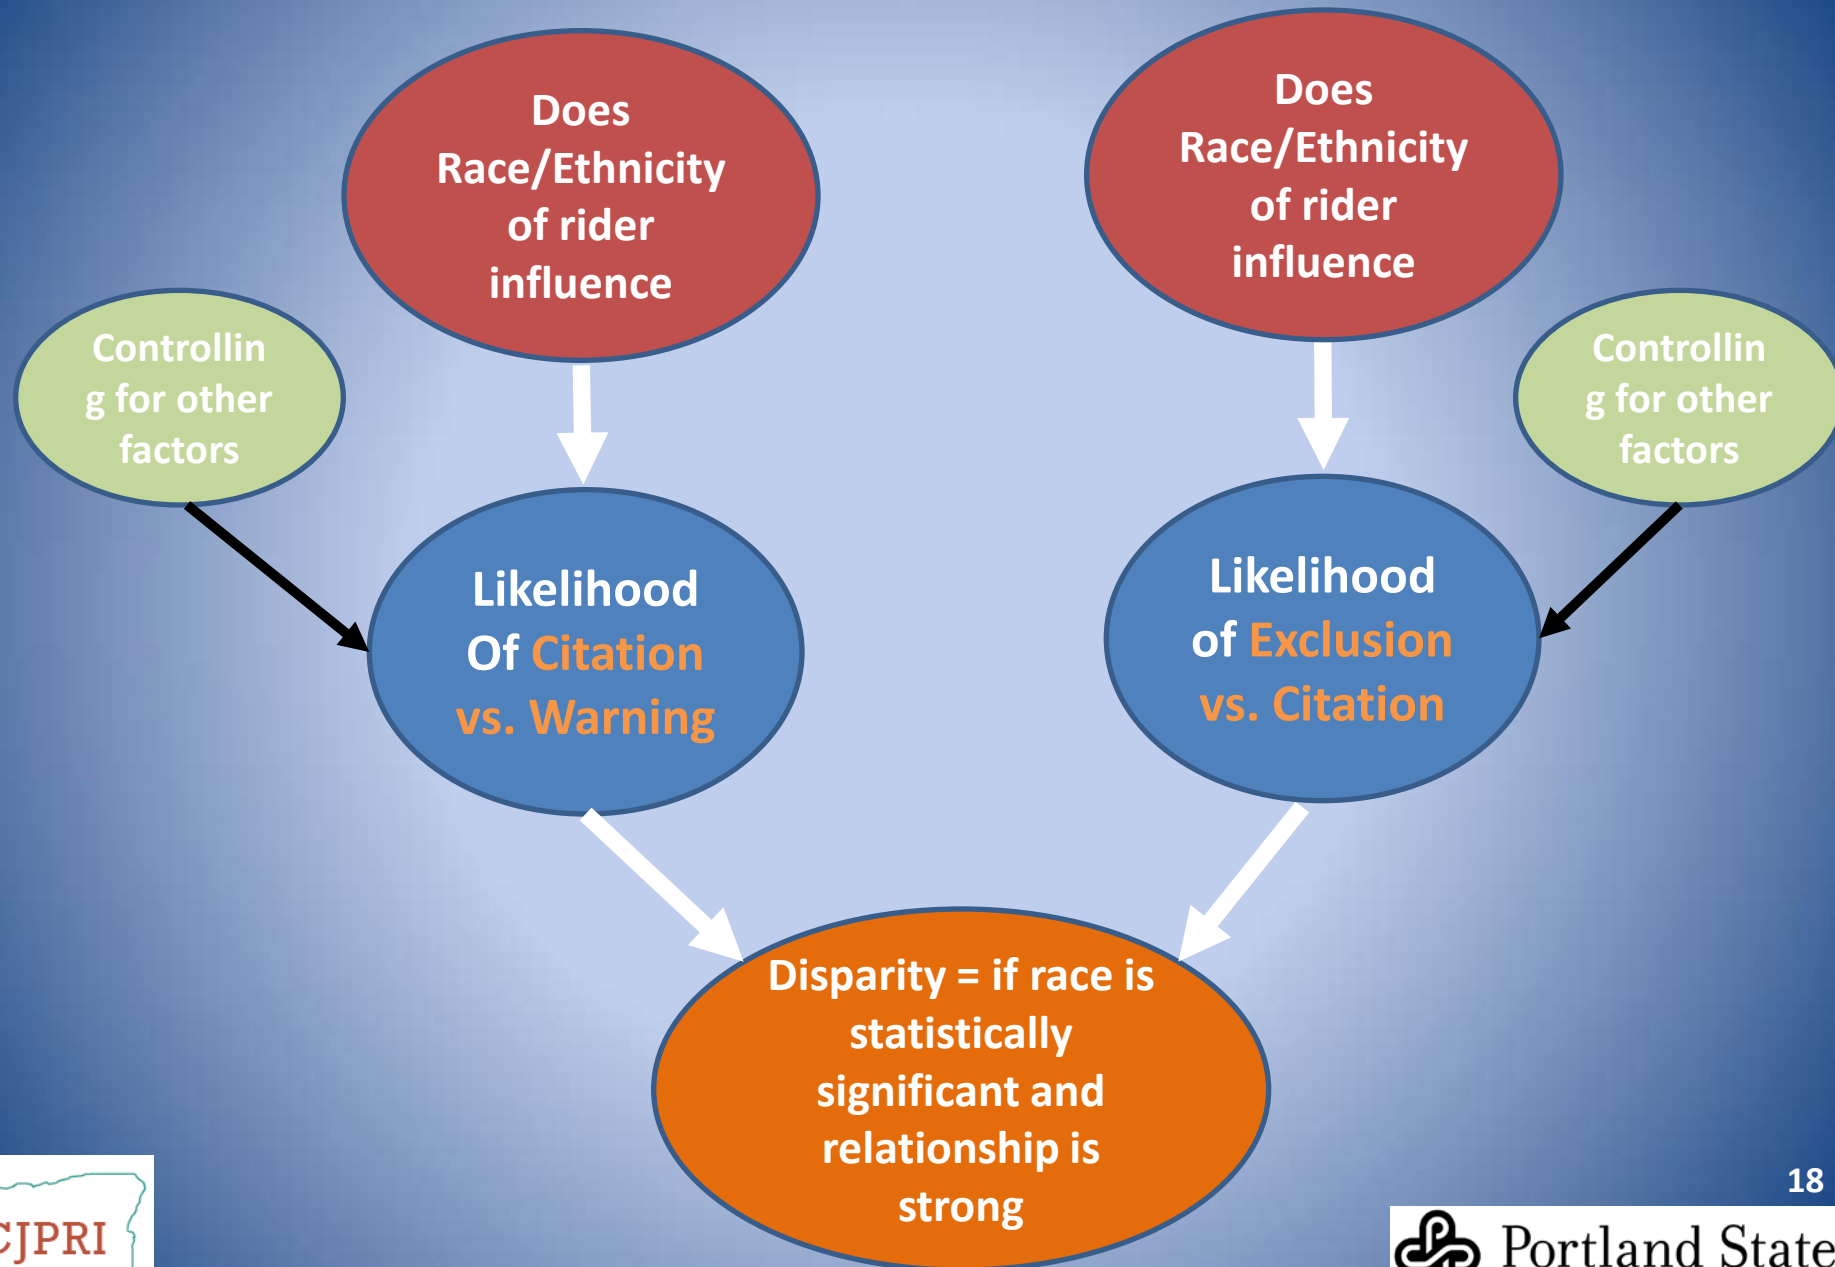 Does
Race/Ethnicity
of rider
influence
Does
Race/Ethnicity
of rider
influence
Controllin
g for other
factors
Controllin
g for other
factors
Likelihood
Of Citation
vs. Warning
Likelihood
of Exclusion
vs. Citation
Disparity = if race is
statistically
significant and
relationship is
strong
18
CJPRI
Portland State